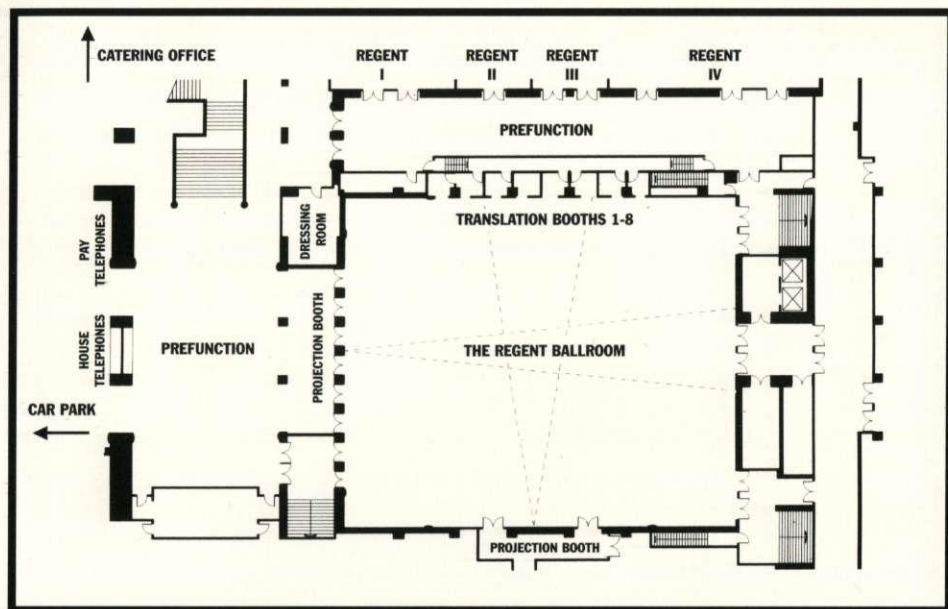 CATERING OFFICE
REGENT
I
REGENT
II
REGENT
III
REGENT
IV
PREFUNCTION
DRESSING
ROOM
TRANSLATION BOOTHS 1-8
PAY
TELEPHONES
HOUSE
TELEPHONES
PREFUNCTION
PROJECTION BOOTH
THE REGENT BALLROOM
CAR PARK
PROJECTION BOOTH